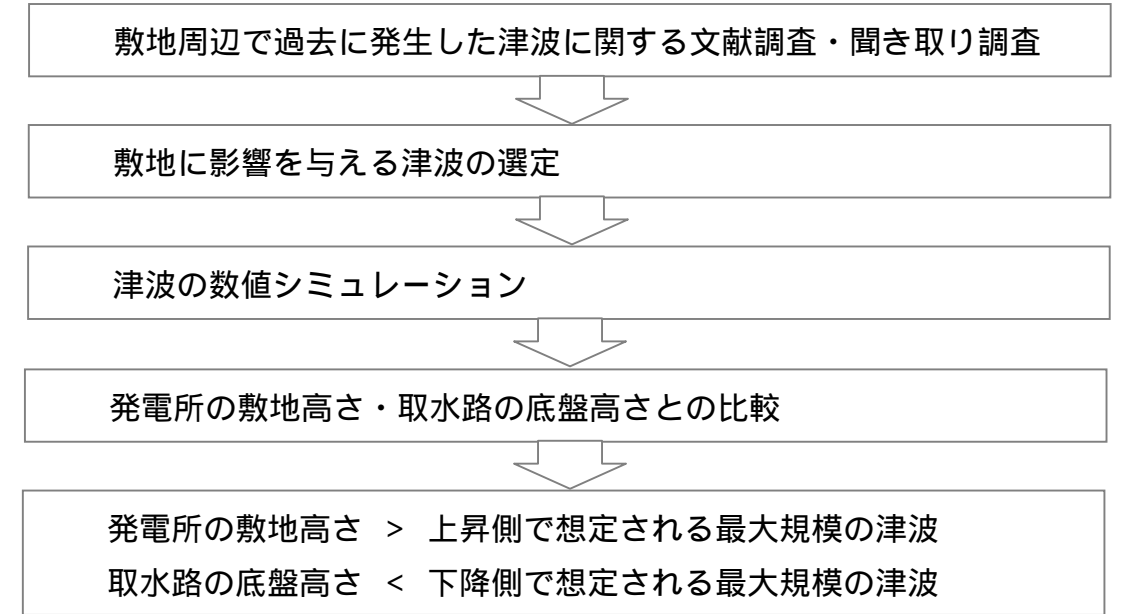 敷地周辺で過去に発生した津波に関する文献調査・聞き取り調査
敷地に影響を与える津波の選定
津波の数値シミュレーション
発電所の敷地高さ・取水路の底盤高さとの比較
発電所の敷地高さ > 上昇側で想定される最大規模の津波
取水路の底盤高さ < 下降側で想定される最大規模の津波